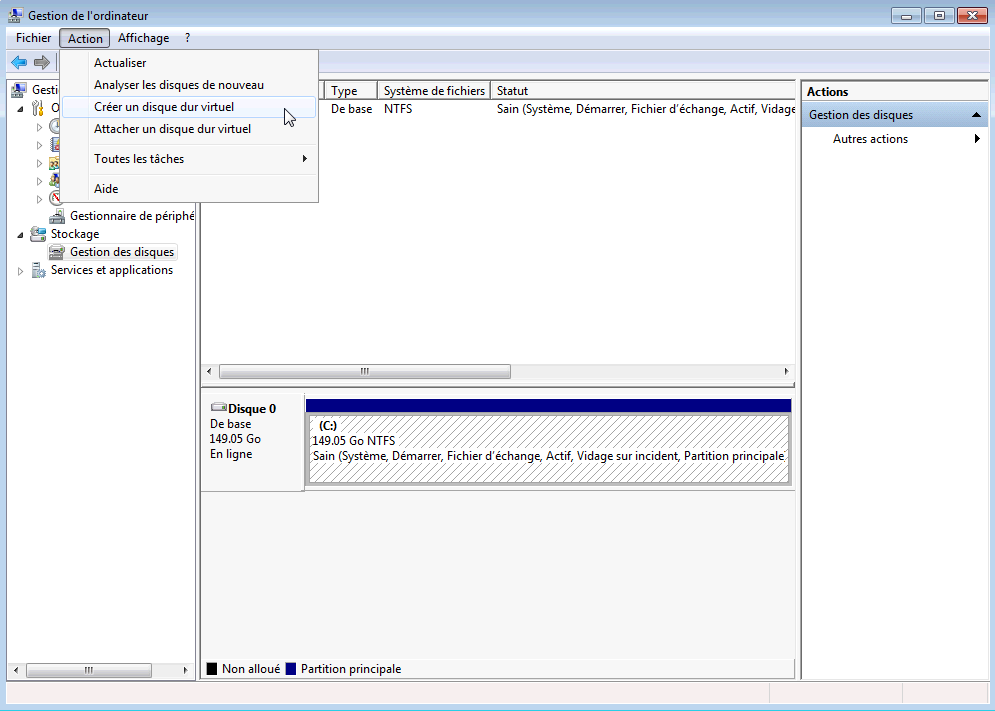 Gestion de l'ordinateur
Fichier Action Affichage ?
Actualiser
Analyser les disques de nouveau
Créer un disque dur virtuel
Attacher un disque dur virtuel
Toutes les tâches
Aide
Gesti
O
Gestionnaire de périphé
Stockage
Gestion des disques
Services et applications
Type Système de fichiers Statut
De base NTFS Sain (Système, Démarrer, Fichier d'échange, Actif, Vidage
Disque 0
De base
149.05 Go
En ligne
(C:)
149.05 Go NTFS
Sain (Système, Démarrer, Fichier d'échange, Actif, Vidage sur incident, Partition principale
Non alloué Partition principale
Actions
Gestion des disques
Autres actions